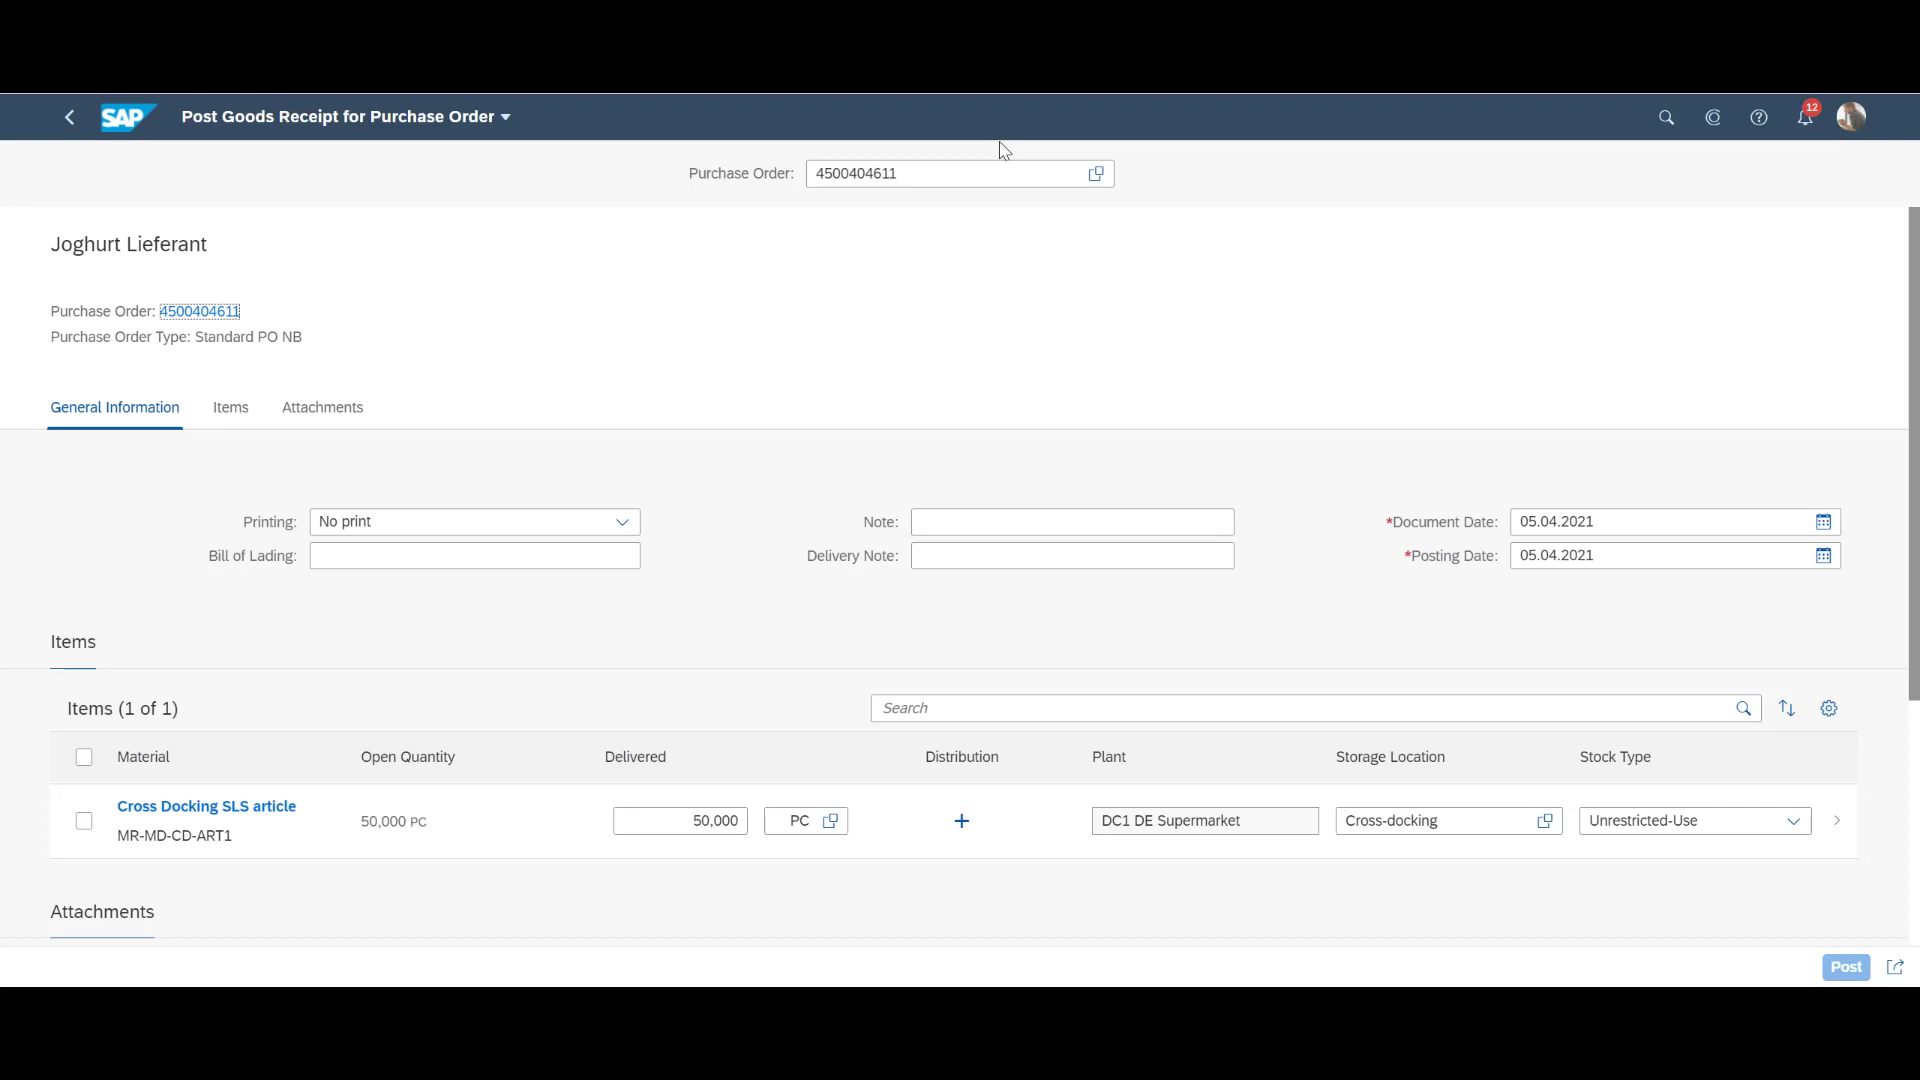 SAP Post Goods Receipt for Purchase Order 12
Purchase Order: 4500404611
Joghurt Lieferant
Purchase Order: 4500404611
Purchase Order Type: Standard PO NB
General Information Items Attachments
Printing: No print Note: *Document Date: 05.04.2021
Bill of Lading: Delivery Note: *Posting Date: 05.04.2021
Items
Items (1 of 1) Search
Material Open Quantity Delivered Distribution Plant Storage Location Stock Type
Cross Docking SLS article
50,000 PC 50,000 PC DC1 DE Supermarket Cross-docking Unrestricted-Use
MR-MD-CD-ART1
Attachments
Post